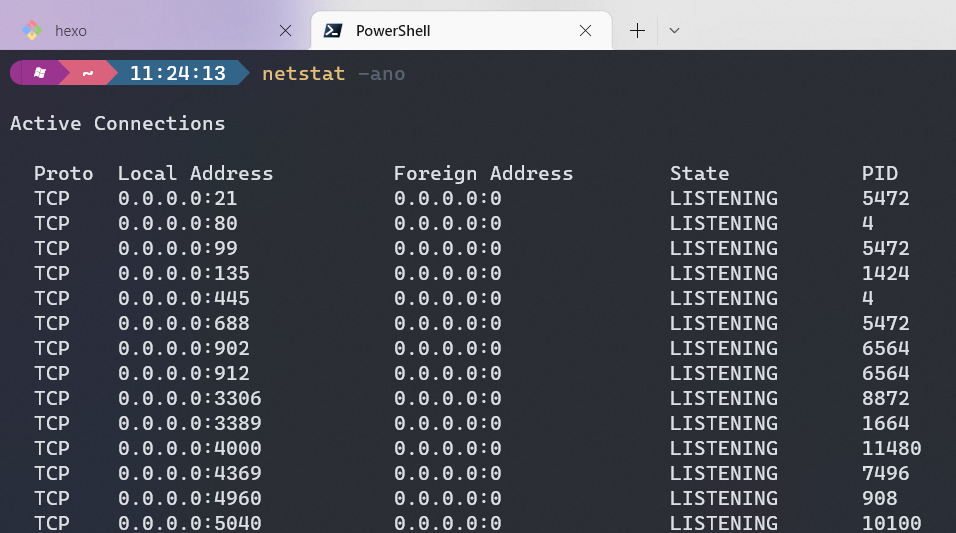 hexo PowerShell
~ 11:24:13 netstat -ano
Active Connections
Proto Local Address Foreign Address State PID
TCP 0.0.0.0:21 0.0.0.0:0 LISTENING 5472
TCP 0.0.0.0:80 0.0.0.0:0 LISTENING 4
TCP 0.0.0.0:99 0.0.0.0:0 LISTENING 5472
TCP 0.0.0.0:135 0.0.0.0:0 LISTENING 1424
TCP 0.0.0.0:445 0.0.0.0:0 LISTENING 4
TCP 0.0.0.0:688 0.0.0.0:0 LISTENING 5472
TCP 0.0.0.0:902 0.0.0.0:0 LISTENING 6564
TCP 0.0.0.0:912 0.0.0.0:0 LISTENING 6564
TCP 0.0.0.0:3306 0.0.0.0:0 LISTENING 8872
TCP 0.0.0.0:3389 0.0.0.0:0 LISTENING 1664
TCP 0.0.0.0:4000 0.0.0.0:0 LISTENING 11480
TCP 0.0.0.0:4369 0.0.0.0:0 LISTENING 7496
TCP 0.0.0.0:4960 0.0.0.0:0 LISTENING 908
TCP 0.0.0.0:5040 0.0.0.0:0 LISTENING 10100